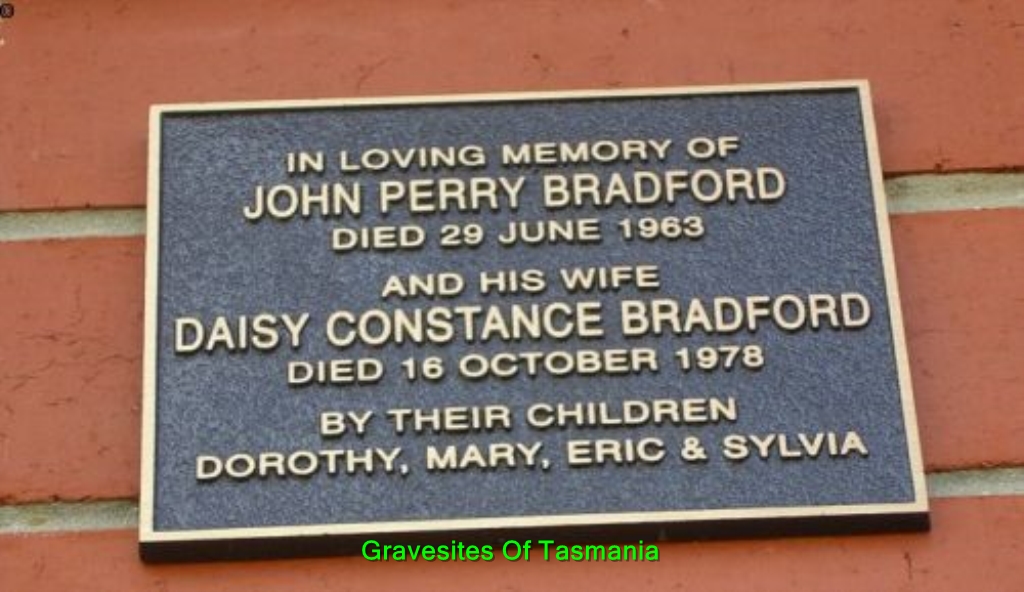 IN LOVING MEMORY OF
JOHN PERRY BRADFORD
DIED 29 JUNE 1963
AND HIS WIFE
DAISY CONSTANCE BRADFORD
DIED 16 OCTOBER 1978
BY THEIR CHILDREN
DOROTHY, MARY, ERIC & SYLVIA
Gravesites Of Tasmania